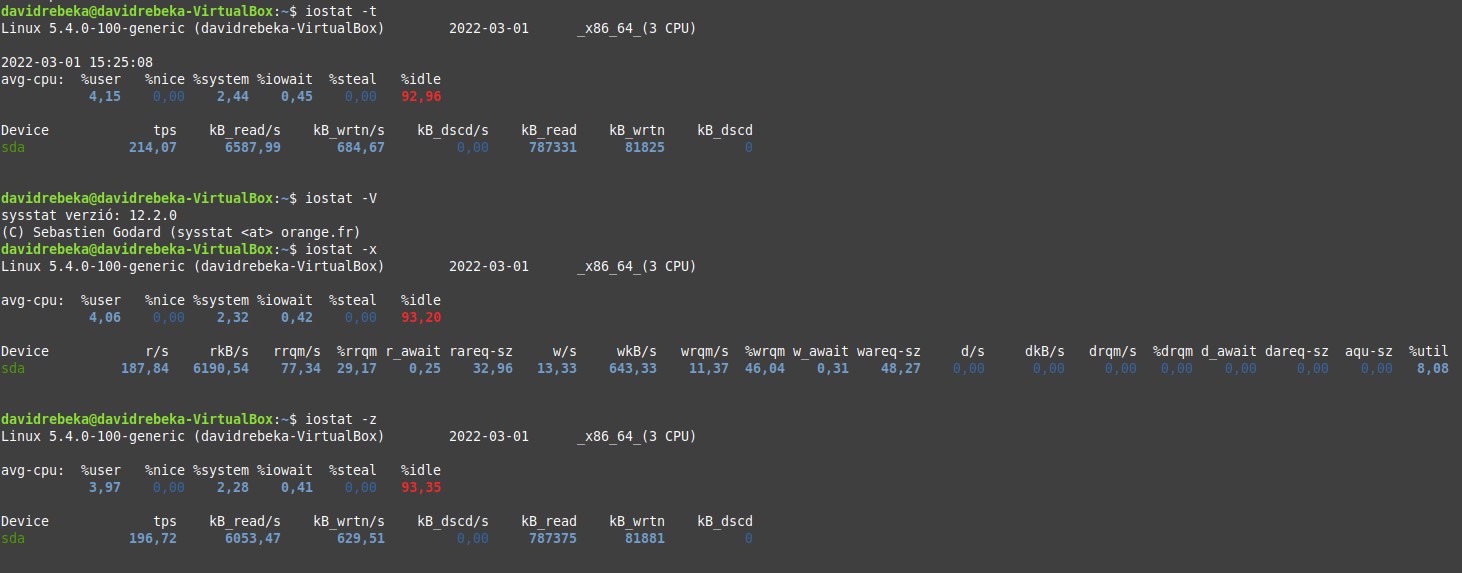 davidrebeka@davidrebeka-VirtualBox:~$ iostat -t
Linux 5.4.0-100-generic (davidrebeka-VirtualBox) 2022-03-01 _x86_64_(3 CPU)
2022-03-01 15:25:08
avg-cpu: %user %nice %system %iowait %steal %idle
4,15 0,00 2,44 0,45 0,00 92,96
Device tps kB_read/s kB_wrtn/s kB_dscd/s kB_read kB_wrtn kB_dscd
sda 214,07 6587,99 684,67 0,00 787331 81825 0
davidrebeka@davidrebeka-VirtualBox:~$ iostat -V
sysstat verzió: 12.2.0
(C) Sebastien Godard (sysstat <at> orange.fr)
davidrebeka@davidrebeka-VirtualBox:~$ iostat -x
Linux 5.4.0-100-generic (davidrebeka-VirtualBox) 2022-03-01 _x86_64_(3 CPU)
avg-cpu: %user %nice %system %iowait %steal %idle
4,06 0,00 2,32 0,42 0,00 93,20
Device r/s rkB/s rrqm/s %rrqm r_await rareq-sz w/s wkB/s wrqm/s %wrqm w_await wareq-sz d/s dkB/s drqm/s %drqm d_await dareq-sz aqu-sz %util
sda 187,84 6190,54 77,34 29,17 0,25 32,96 13,33 643,33 11,37 46,04 0,31 48,27 0,00 0,00 0,00 0,00 0,00 0,00 0,00 8,08
davidrebeka@davidrebeka-VirtualBox:~$ iostat -z
Linux 5.4.0-100-generic (davidrebeka-VirtualBox) 2022-03-01 _x86_64_(3 CPU)
avg-cpu: %user %nice %system %iowait %steal %idle
3,97 0,00 2,28 0,41 0,00 93,35
Device tps kB_read/s kB_wrtn/s kB_dscd/s kB_read kB_wrtn kB_dscd
sda 196,72 6053,47 629,51 0,00 787375 81881 0